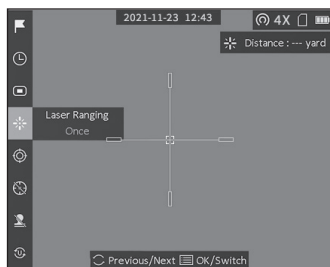 2021-11-23 12:43
4X
Distance : --- yard
Laser Ranging
Once
Previous/Next OK/Switch